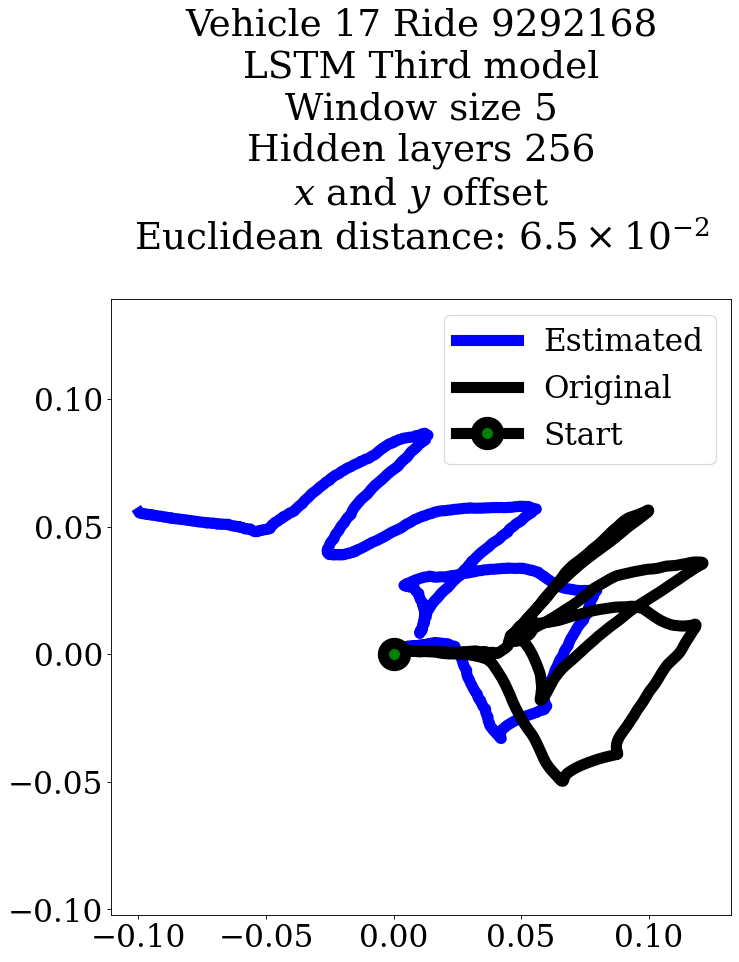 Vehicle 17 Ride 9292168
LSTM Third model
Window size 5
Hidden layers 256
x and y offset
Euclidean distance: 6.5 × 10⁻²
Estimated
Original
Start
0.10
0.05
0.00
−0.05
−0.10
−0.10 −0.05 0.00 0.05 0.10